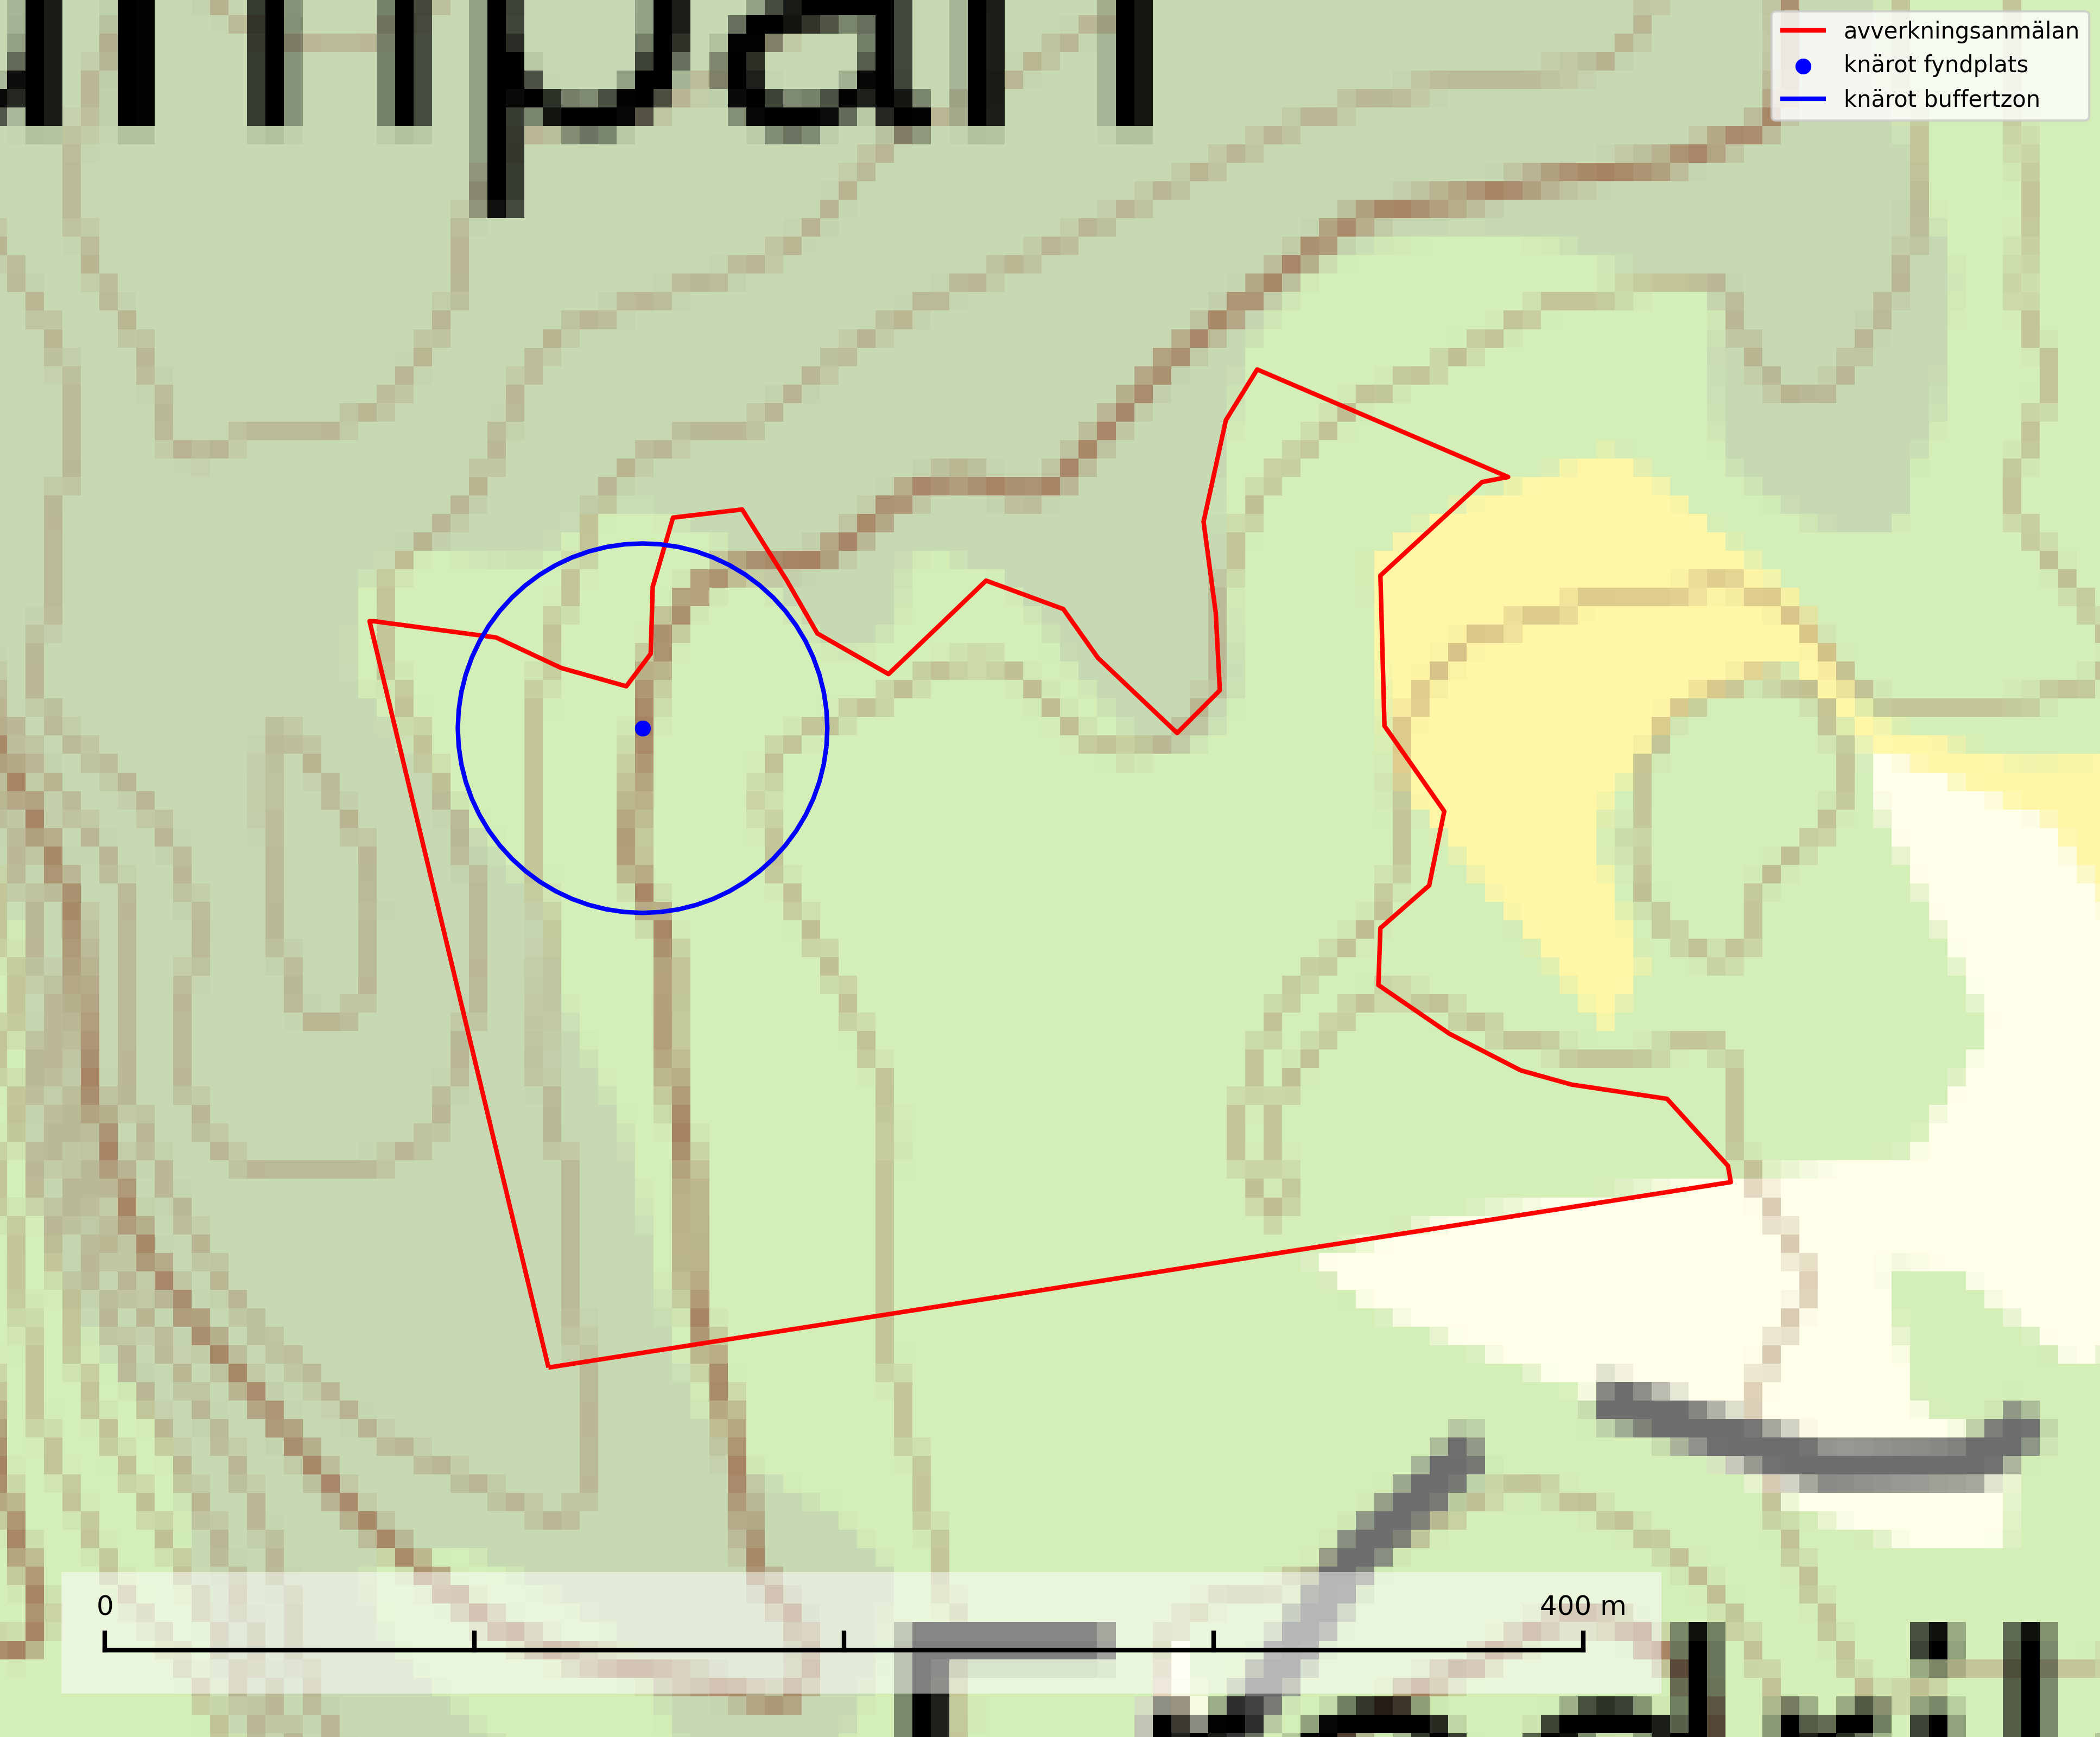 avverkningsanmälan
knärot fyndplats
knärot buffertzon
0
400 m